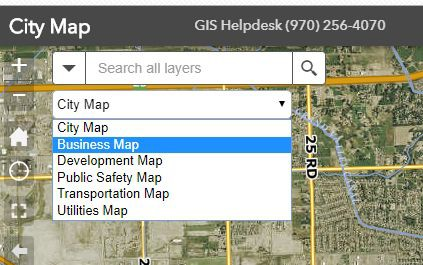 City Map
GIS Helpdesk (970) 256-4070
Search all layers
City Map
City Map
Business Map
Development Map
Public Safety Map
Transportation Map
Utilities Map
25 RD